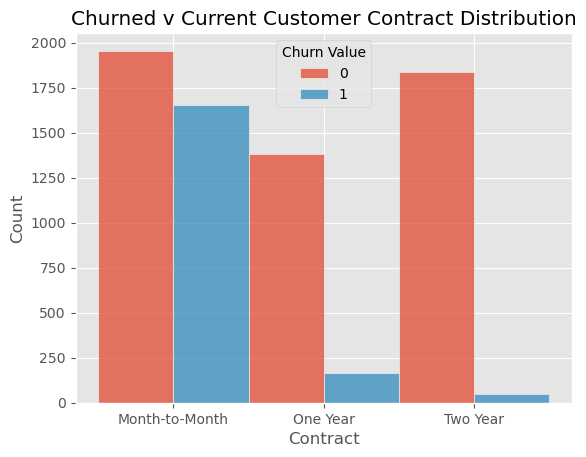 Churned v Current Customer Contract Distribution
Churn Value
0
1
2000
1750
1500
1250
1000
750
500
250
0
Count
Month-to-Month
One Year
Two Year
Contract